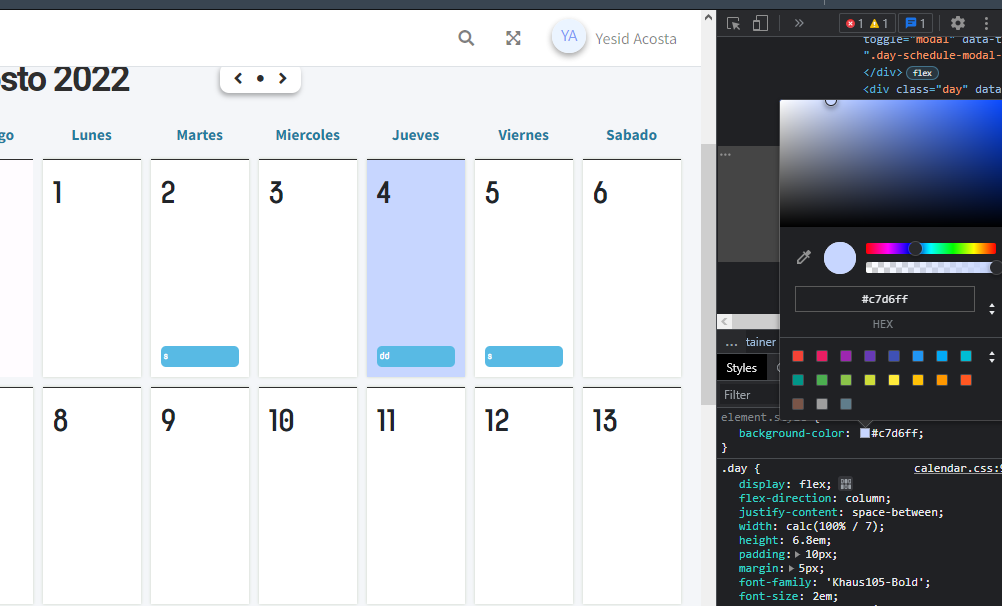 YA Yesid Acosta
sto 2022
go Lunes Martes Miercoles Jueves Viernes Sabado
1 2 3 4 5 6
s dd s
8 9 10 11 12 13
1 1 1
toggle="modal" data-t
".day-schedule-modal-
</div> flex
<div class="day" data
...
#c7d6ff
HEX
... tainer
Styles
Filter
element.style {
background-color: #c7d6ff;
}
.day { calendar.css:9
display: flex;
flex-direction: column;
justify-content: space-between;
width: calc(100% / 7);
height: 6.8em;
padding: 10px;
margin: 5px;
font-family: 'Khaus105-Bold';
font-size: 2em;